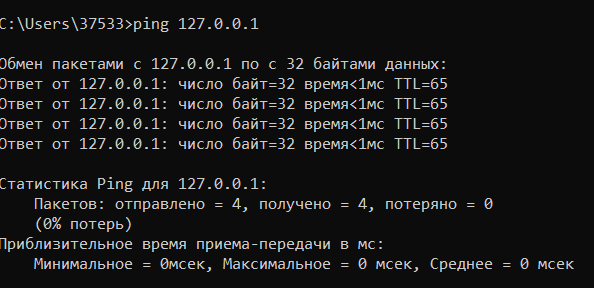 C:\Users\37533>ping 127.0.0.1
Обмен пакетами с 127.0.0.1 по с 32 байтами данных:
Ответ от 127.0.0.1: число байт=32 время<1мс TTL=65
Ответ от 127.0.0.1: число байт=32 время<1мс TTL=65
Ответ от 127.0.0.1: число байт=32 время<1мс TTL=65
Ответ от 127.0.0.1: число байт=32 время<1мс TTL=65
Статистика Ping для 127.0.0.1:
Пакетов: отправлено = 4, получено = 4, потеряно = 0
(0% потерь)
Приблизительное время приема-передачи в мс:
Минимальное = 0мсек, Максимальное = 0 мсек, Среднее = 0 мсек